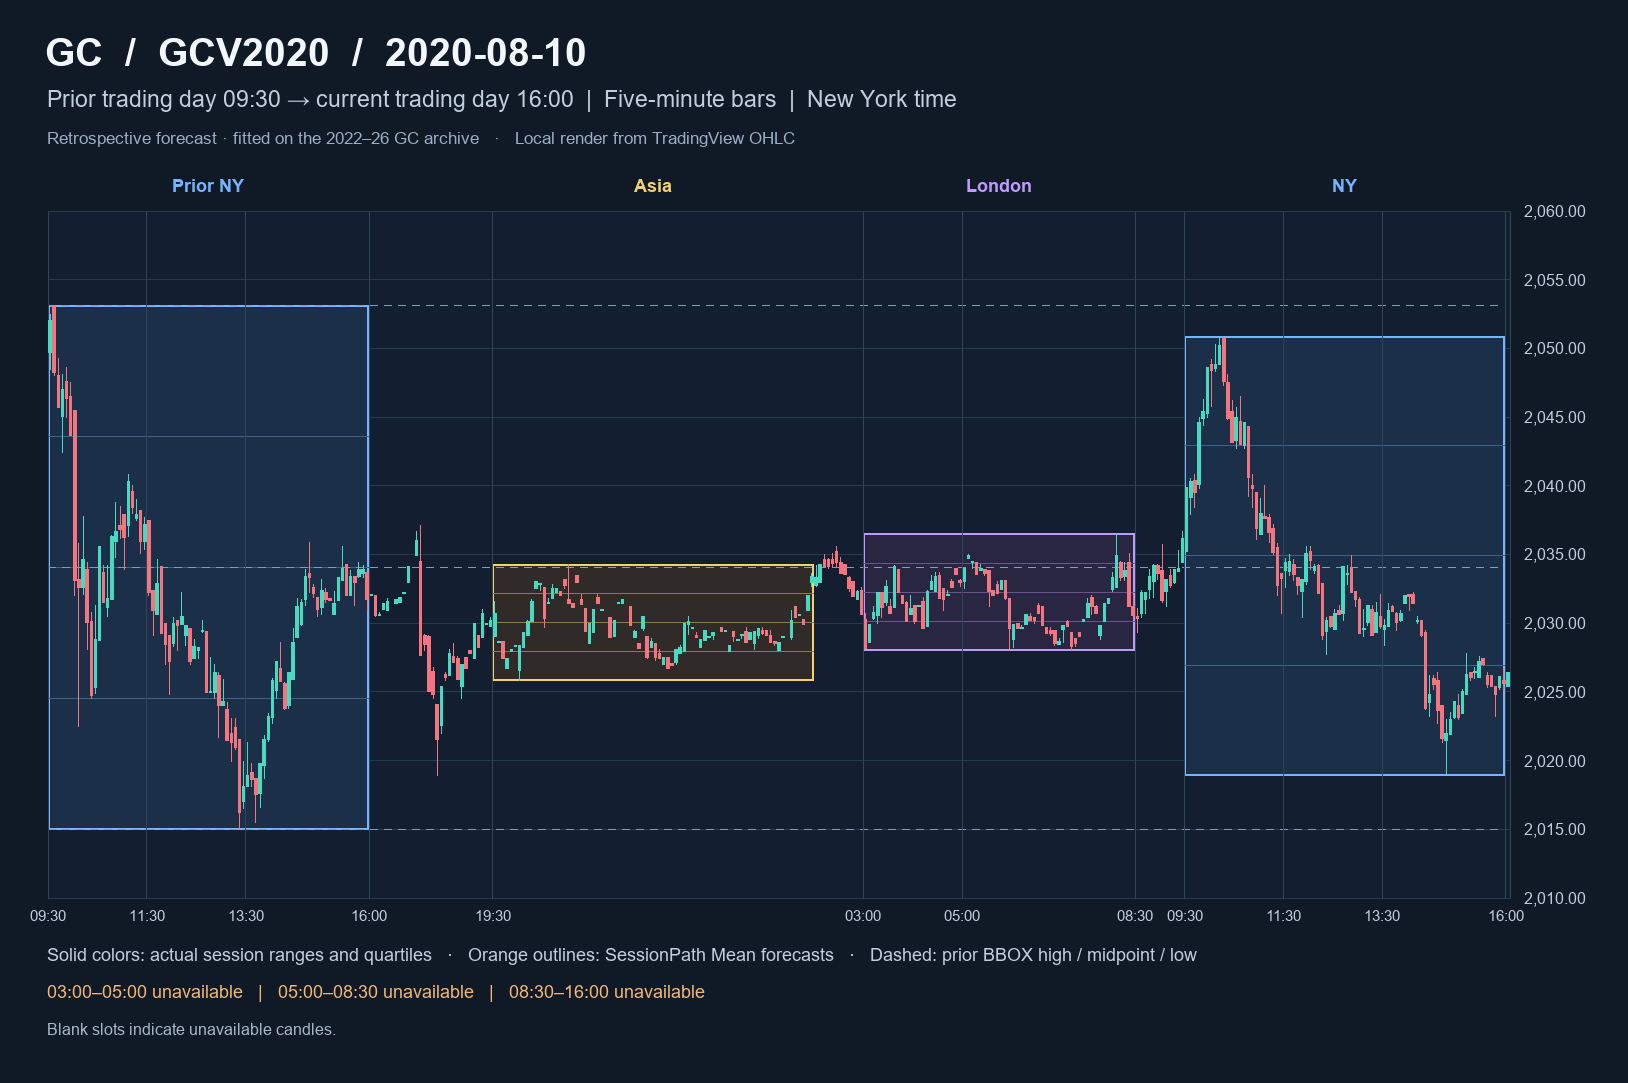 GC / GCV2020 / 2020-08-10
Prior trading day 09:30 → current trading day 16:00 | Five-minute bars | New York time
Retrospective forecast · fitted on the 2022–26 GC archive · Local render from TradingView OHLC
Prior NY Asia London NY
2,060.00
2,055.00
2,050.00
2,045.00
2,040.00
2,035.00
2,030.00
2,025.00
2,020.00
2,015.00
2,010.00
09:30 11:30 13:30 16:00 19:30 03:00 05:00 08:30 09:30 11:30 13:30 16:00
Solid colors: actual session ranges and quartiles · Orange outlines: SessionPath Mean forecasts · Dashed: prior BBOX high / midpoint / low
03:00–05:00 unavailable | 05:00–08:30 unavailable | 08:30–16:00 unavailable
Blank slots indicate unavailable candles.